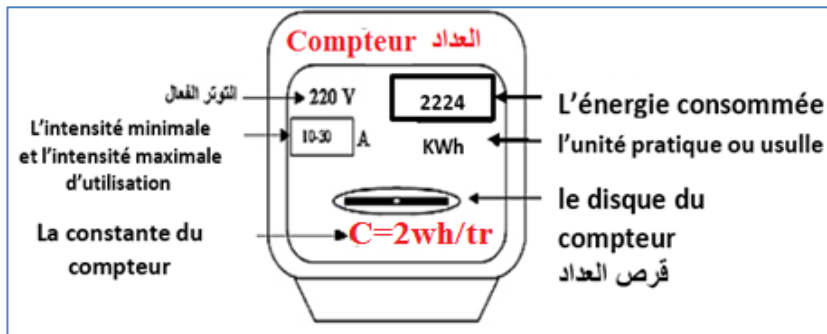 Compteur العداد
التوتر الفعال
220 V
2224
L'énergie consommée
L'intensité minimale
et l'intensité maximale
d'utilisation
10-30 A
KWh
l'unité pratique ou usulle
le disque du
compteur
قرص العداد
La constante du
compteur
C=2wh/tr